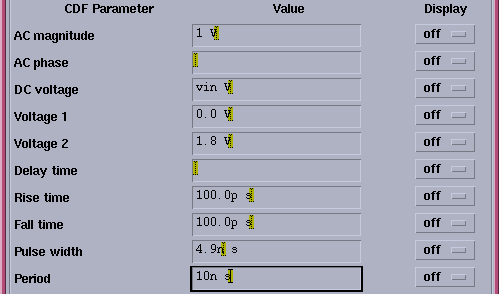 CDF Parameter Value Display
AC magnitude 1 V off
AC phase off
DC voltage vin V off
Voltage 1 0.0 V off
Voltage 2 1.8 V off
Delay time off
Rise time 100.0p s off
Fall time 100.0p s off
Pulse width 4.9n s off
Period 10n s off